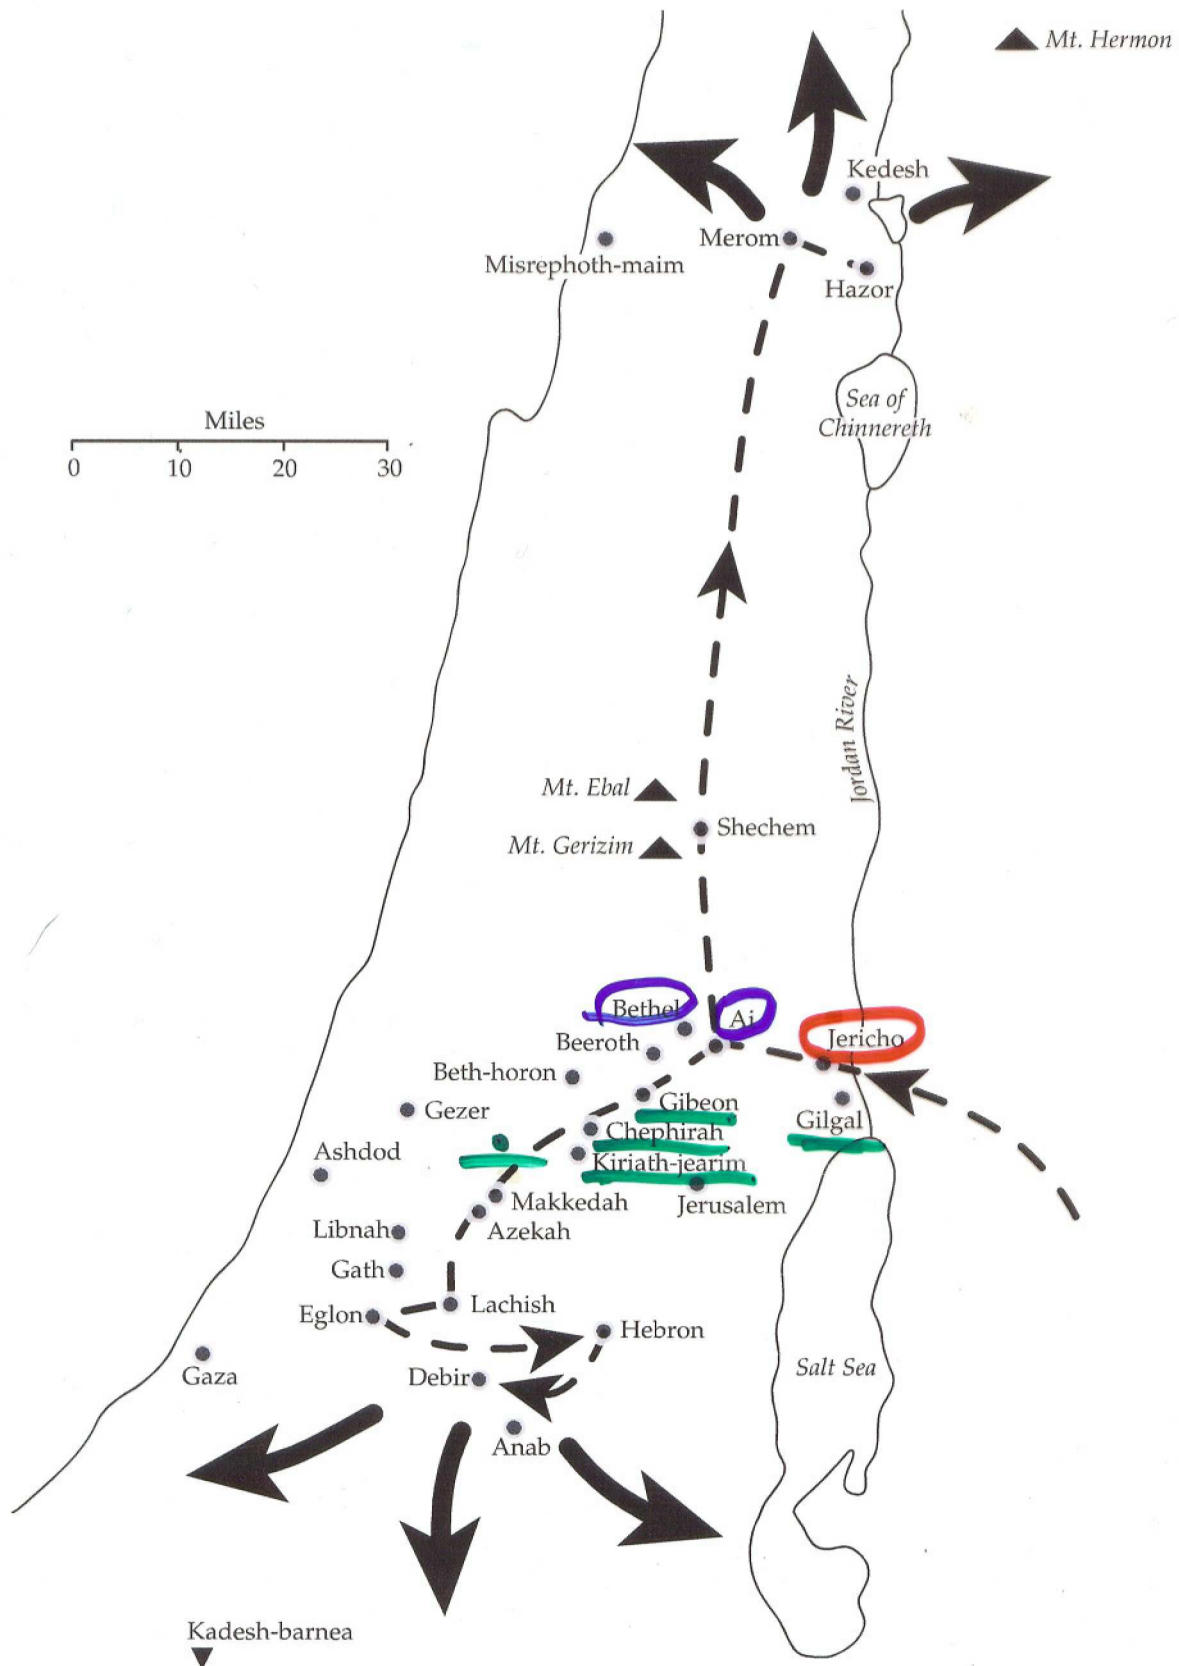 Mt. Hermon
Kedesh
Merom
Misrephoth-maim
Hazor
Miles
0 10 20 30
Sea of
Chinnereth
Jordan River
Mt. Ebal
Shechem
Mt. Gerizim
Bethel
Ai
Jericho
Beeroth
Beth-horon
Gezer
Gibeon
Gilgal
Chephirah
Ashdod
Kiriath-jearim
Makkedah
Jerusalem
Libnah
Azekah
Gath
Lachish
Eglon
Hebron
Gaza
Debir
Salt Sea
Anab
Kadesh-barnea